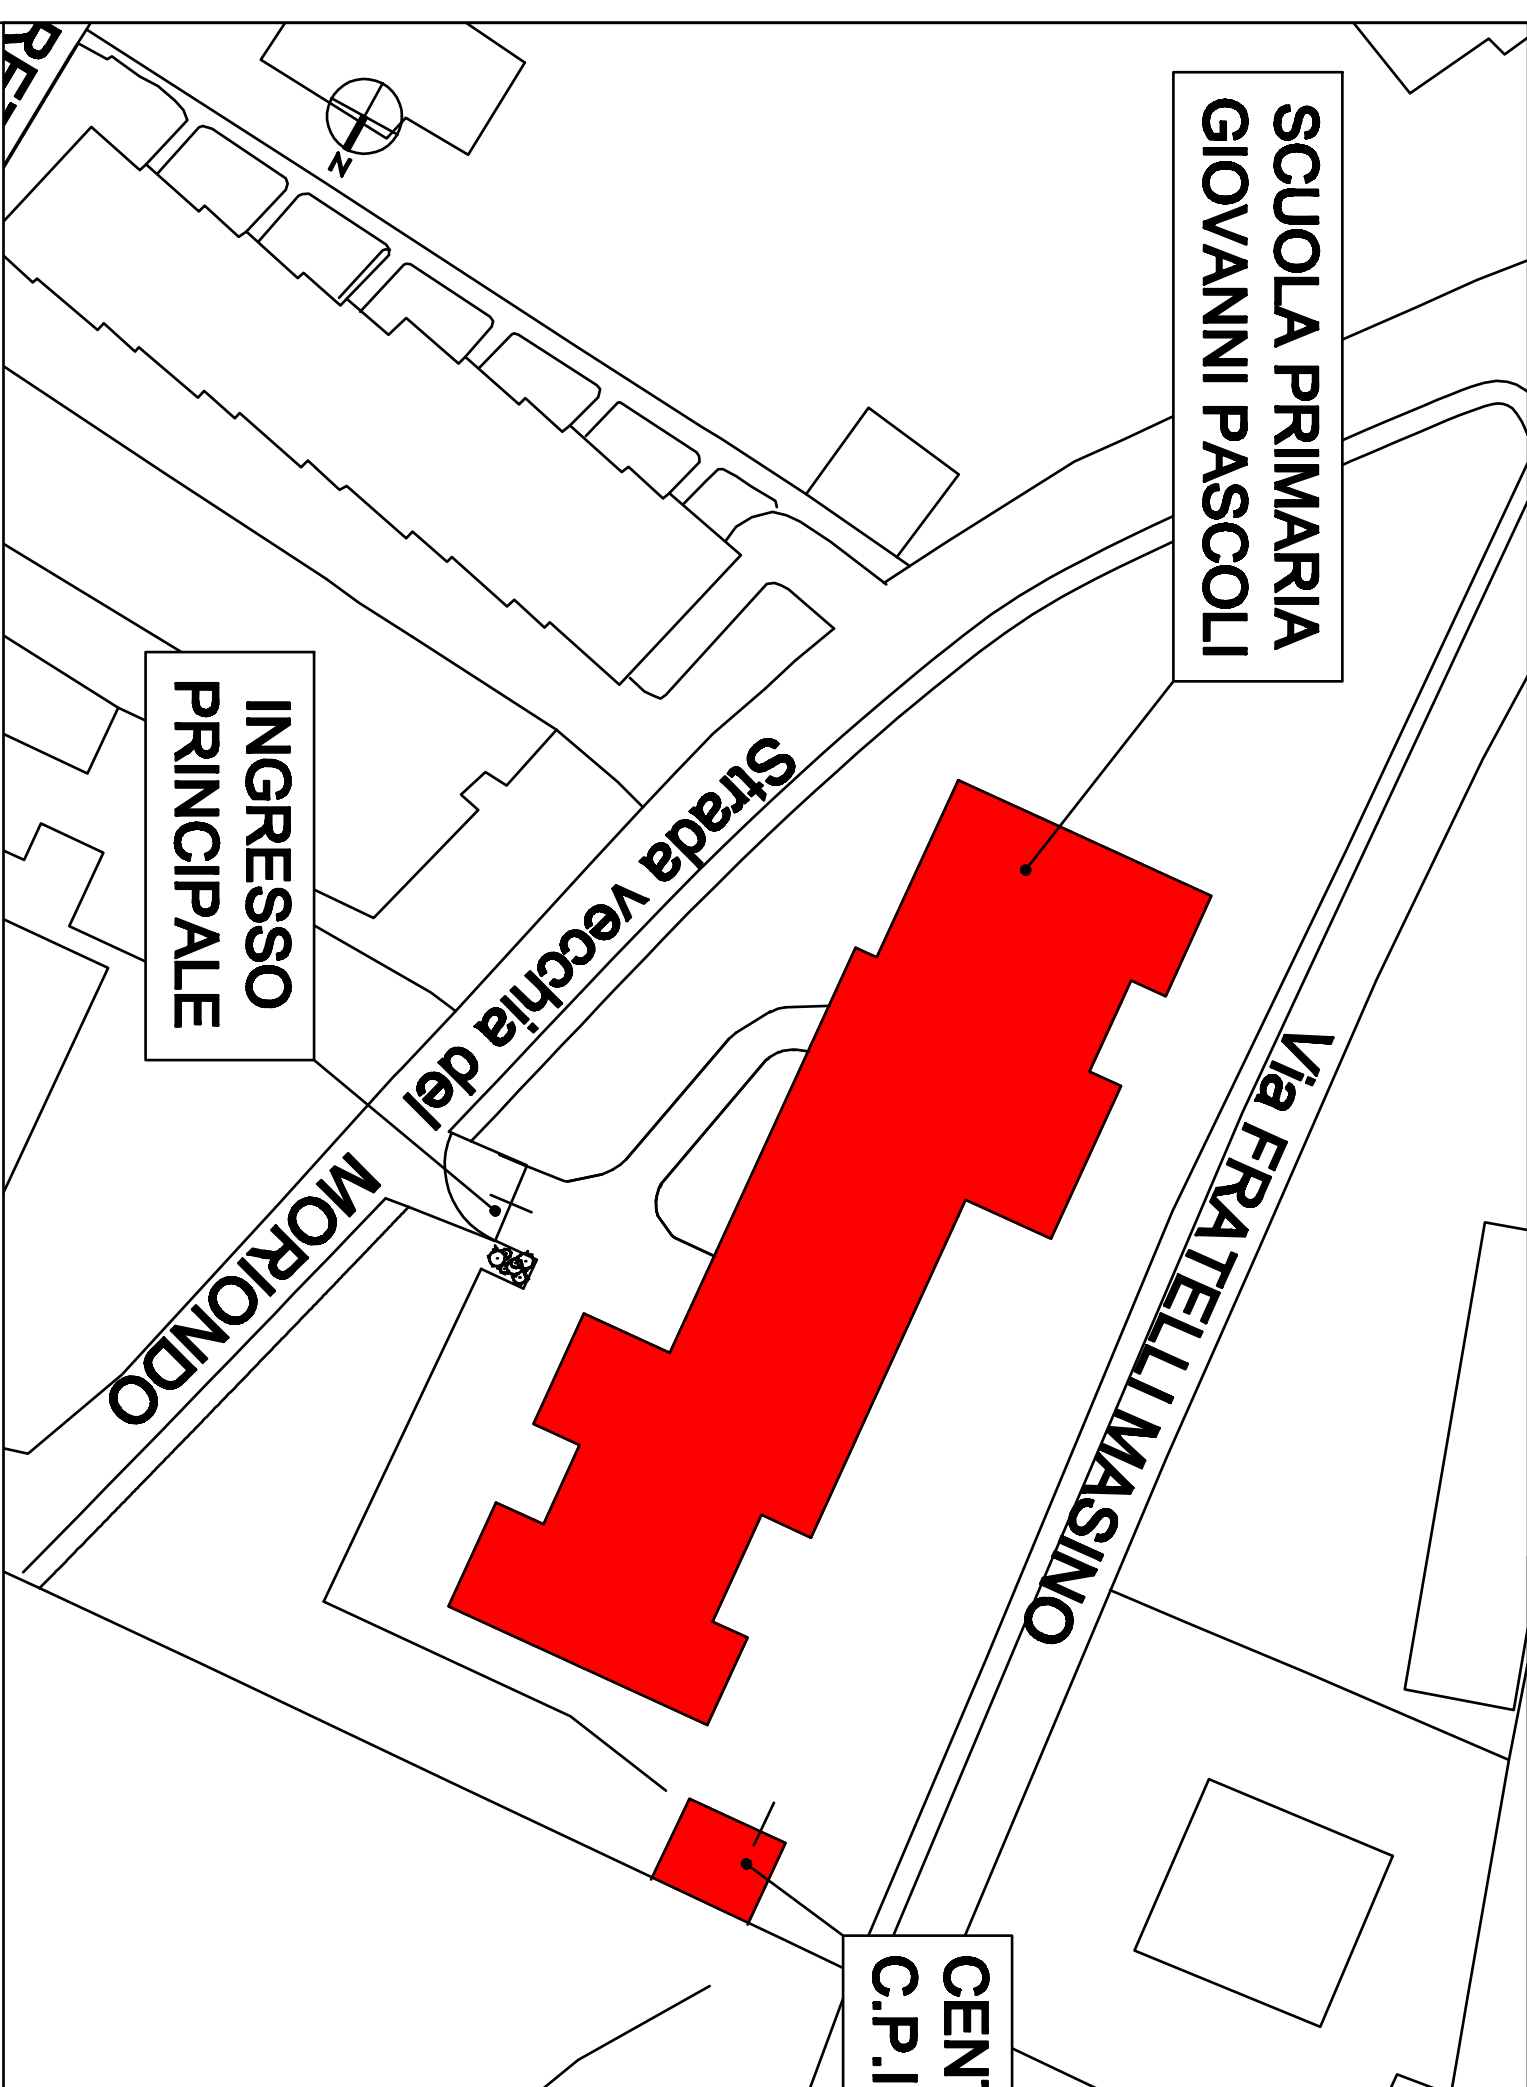 SCUOLA PRIMARIA
GIOVANNI PASCOLI
N
INGRESSO
PRINCIPALE
Strada vecchia del
MORIONDO
Via FRATELLI MASINO
C.P.I